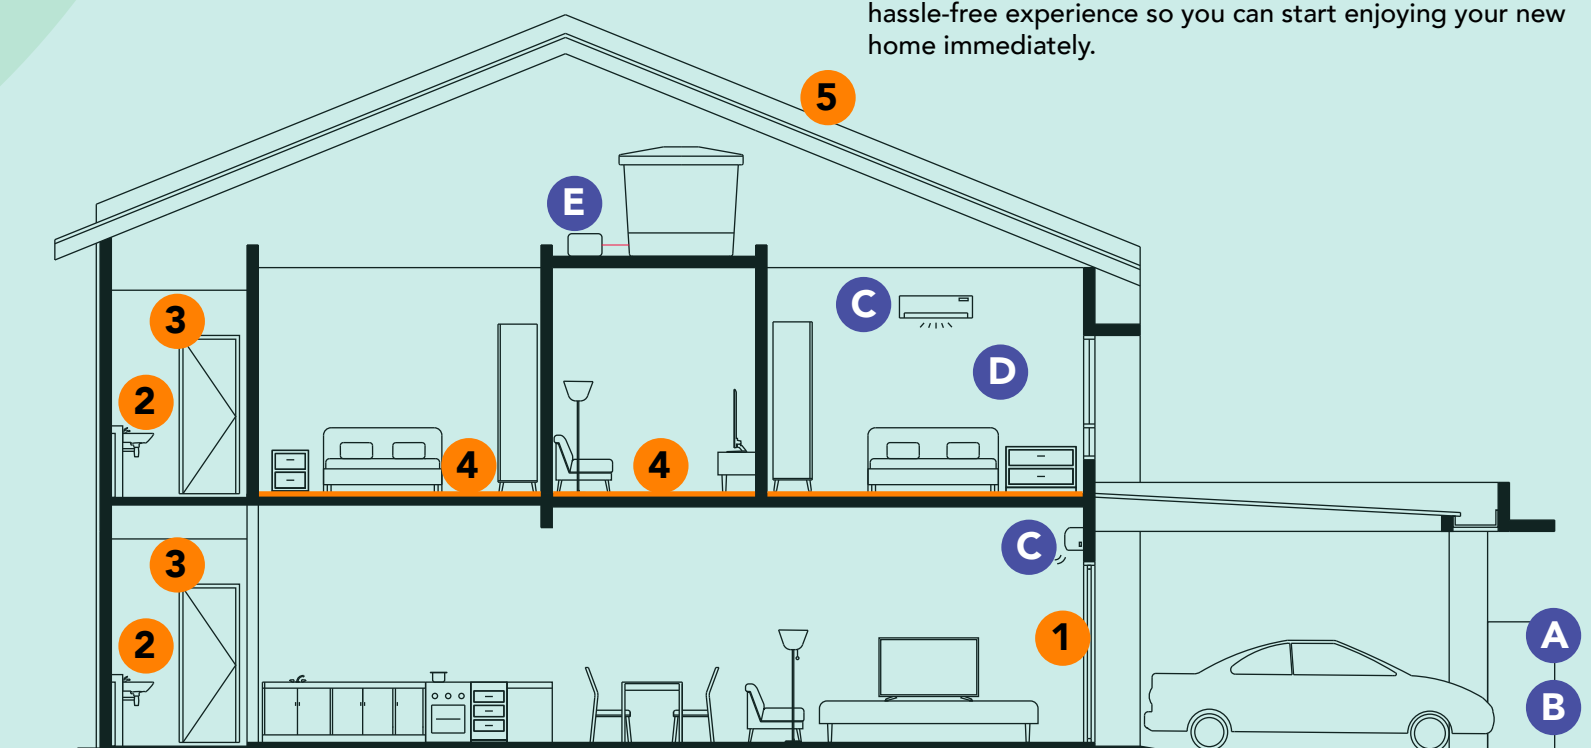 hassle-free experience so you can start enjoying your new
home immediately.
5
E
C
3
D
2
4
4
C
3
1
A
2
B